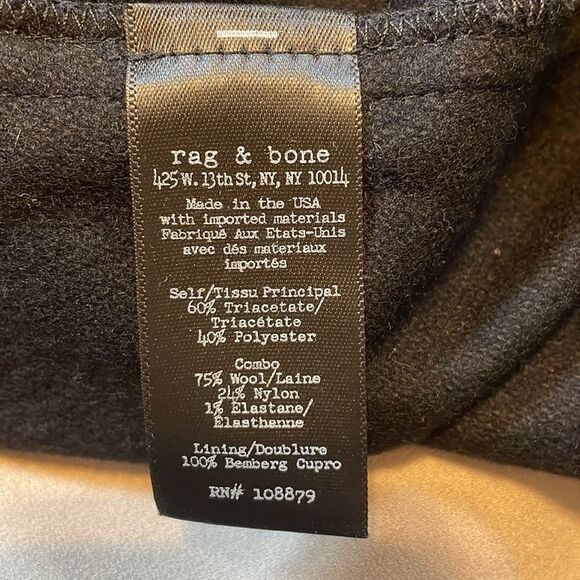 rag & bone
425 W. 13th St, NY, NY 10014
Made in the USA
with imported materials
Fabriqué Aux Etats-Unis
avec dés materiaux
importés
Self/Tissu Principal
60% Triacetate/
Triacétate
40% Polyester
Combo
75% Wool/Laine
24% Nylon
1% Elastane/
Élasthanne
Lining/Doublure
100% Bemberg Cupro
RN# 108879